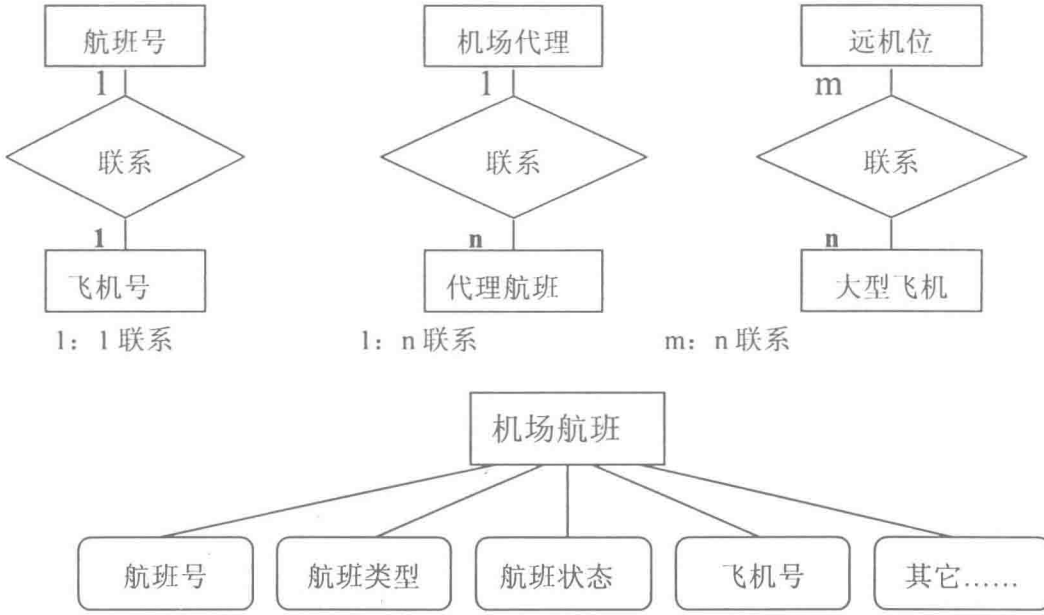 航班号 机场代理 远机位
1 1 m
联系 联系 联系
1 n n
飞机号 代理航班 大型飞机
1：1 联系 1：n 联系 m：n 联系
机场航班
航班号 航班类型 航班状态 飞机号 其它……